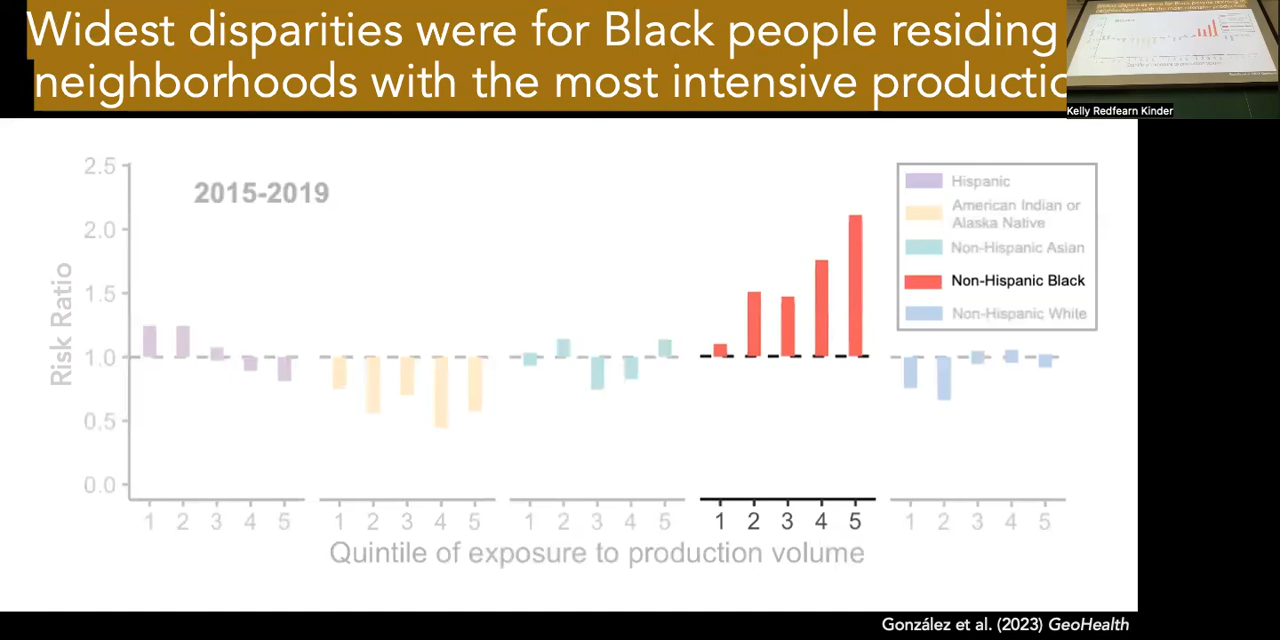 Widest disparities were for Black people residing
neighborhoods with the most intensive productio
Kelly Redfearn Kinder
2.5
2015-2019
2.0
1.5
1.0
0.5
0.0
Risk Ratio
Hispanic
American Indian or
Alaska Native
Non-Hispanic Asian
Non-Hispanic Black
Non-Hispanic White
1 2 3 4 5
1 2 3 4 5
1 2 3 4 5
1 2 3 4 5
1 2 3 4 5
Quintile of exposure to production volume
González et al. (2023) GeoHealth